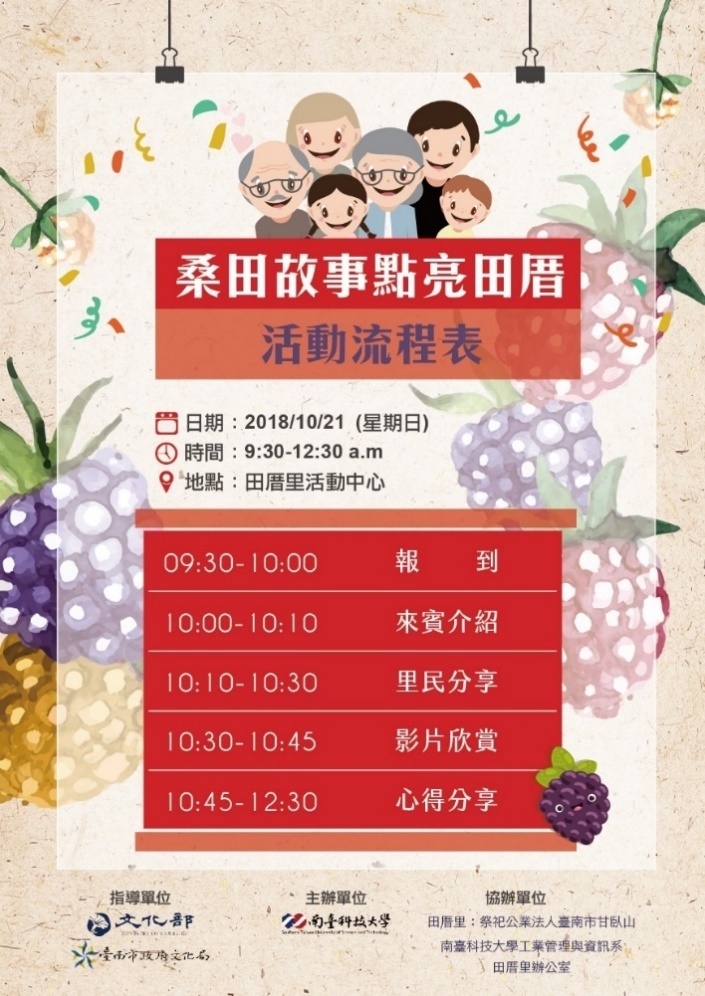 桑田故事點亮田厝
活動流程表
日期：2018/10/21 (星期日)
時間：9:30-12:30 a.m
地點：田厝里活動中心
09:30-10:00 報 到
10:00-10:10 來賓介紹
10:10-10:30 里民分享
10:30-10:45 影片欣賞
10:45-12:30 心得分享
指導單位
文化部
臺南市政府文化局
主辦單位
南臺科技大學
Southern Taiwan University of Science and Technology
協辦單位
田厝里：祭祀公業法人臺南市甘臥山
南臺科技大學工業管理與資訊系
田厝里辦公室